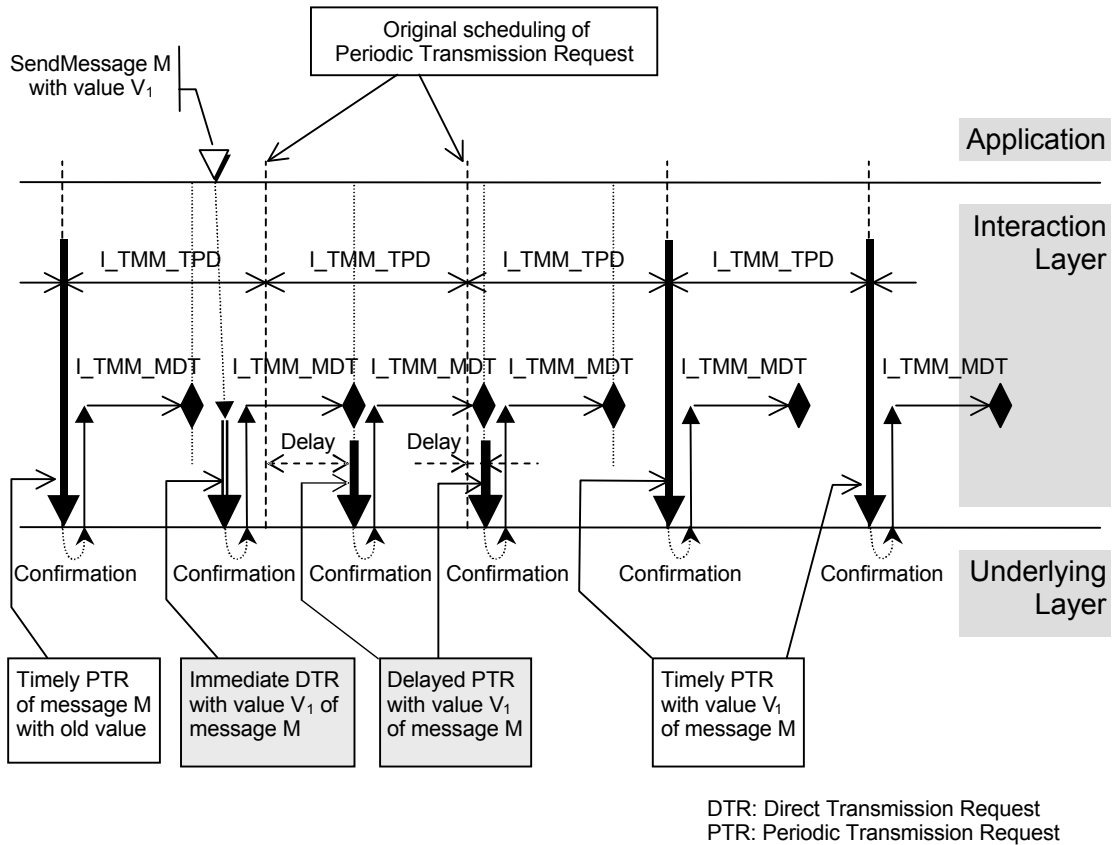 Original scheduling of
Periodic Transmission Request
SendMessage M
with value V₁
Application
Interaction
Layer
I_TMM_TPD I_TMM_TPD I_TMM_TPD I_TMM_TPD
I_TMM_MDT I_TMM_MDT I_TMM_MDT I_TMM_MDT I_TMM_MDT I_TMM_MDT
Delay Delay
Confirmation Confirmation Confirmation Confirmation Confirmation Confirmation
Underlying
Layer
Timely PTR
of message M
with old value
Immediate DTR
with value V₁ of
message M
Delayed PTR
with value V₁
of message M
Timely PTR
with value V₁
of message M
DTR: Direct Transmission Request
PTR: Periodic Transmission Request